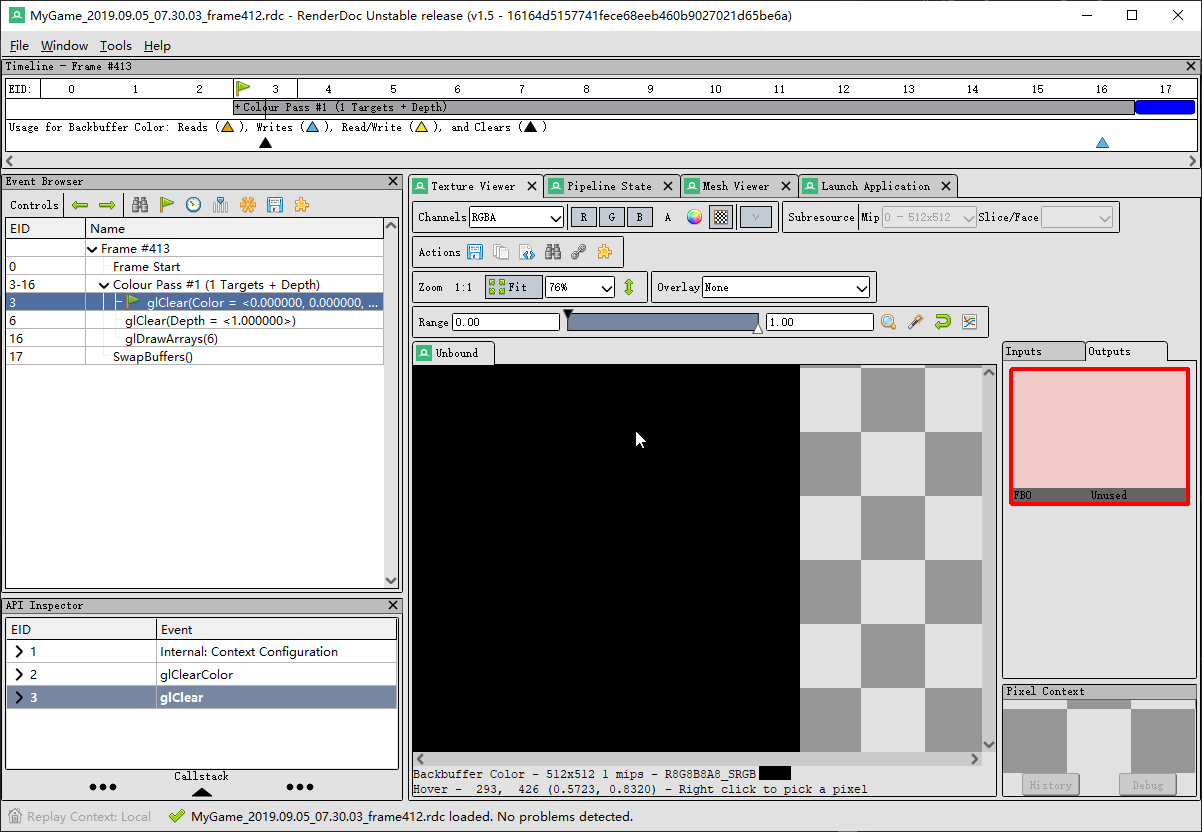 MyGame_2019.09.05_07.30.03_frame412.rdc - RenderDoc Unstable release (v1.5 - 16164d5157741fece68eeb460b9027021d65be6a)
File Window Tools Help
Timeline - Frame #413
EID: 0 1 2 3 4 5 6 7 8 9 10 11 12 13 14 15 16 17
+ Colour Pass #1 (1 Targets + Depth)
Usage for Backbuffer Color: Reads ( ), Writes ( ), Read/Write ( ), and Clears ( )
Event Browser
Controls
EID Name
Frame #413
0 Frame Start
3-16 Colour Pass #1 (1 Targets + Depth)
3 glClear(Color = <0.000000, 0.000000, ...
6 glClear(Depth = <1.000000>)
16 glDrawArrays(6)
17 SwapBuffers()
API Inspector
EID Event
1 Internal: Context Configuration
2 glClearColor
3 glClear
Callstack
Texture Viewer Pipeline State Mesh Viewer Launch Application
Channels RGBA R G B A γ Subresource Mip 0 - 512x512 Slice/Face
Actions
Zoom 1:1 Fit 76% Overlay None
Range 0.00 1.00
Unbound
Backbuffer Color - 512x512 1 mips - R8G8B8A8_SRGB
Hover - 293, 426 (0.5723, 0.8320) - Right click to pick a pixel
Inputs Outputs
FBO Unused
Pixel Context
History Debug
Replay Context: Local MyGame_2019.09.05_07.30.03_frame412.rdc loaded. No problems detected.